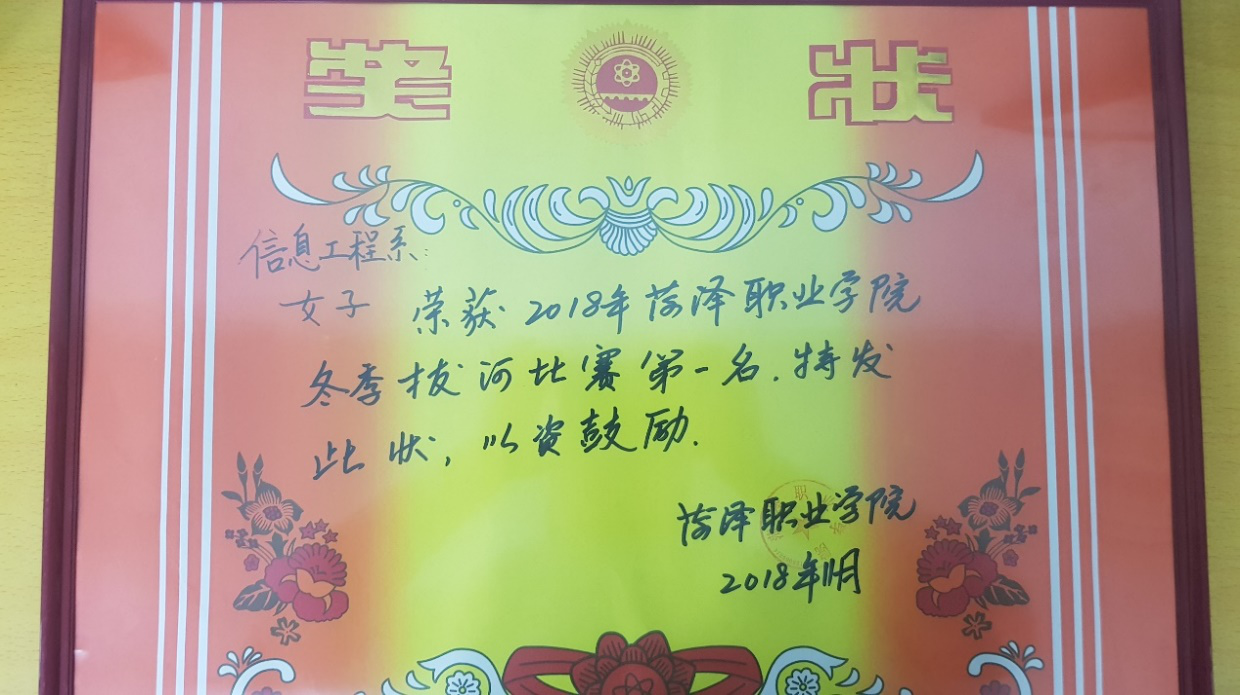 奖状
信息工程系:
女子 荣获2018年菏泽职业学院
冬季拔河比赛第一名.特发
此状,以资鼓励.
菏泽职业学院
2018年11月